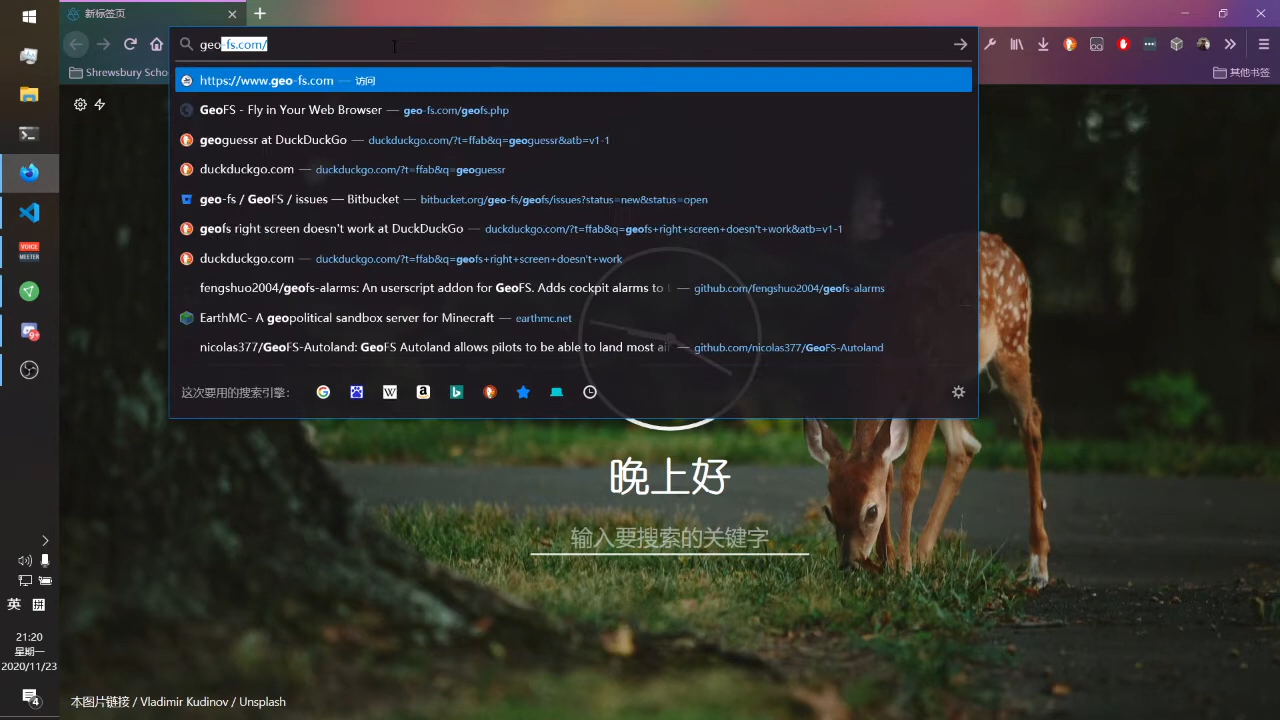 新标签页
geo-fs.com/
Shrewsbury Scho
其他书签
https://www.geo-fs.com — 访问
GeoFS - Fly in Your Web Browser — geo-fs.com/geofs.php
geoguessr at DuckDuckGo — duckduckgo.com/?t=ffab&q=geoguessr&atb=v1-1
duckduckgo.com — duckduckgo.com/?t=ffab&q=geoguessr
geo-fs / GeoFS / issues — Bitbucket — bitbucket.org/geo-fs/geofs/issues?status=new&status=open
geofs right screen doesn't work at DuckDuckGo — duckduckgo.com/?t=ffab&q=geofs+right+screen+doesn't+work&atb=v1-1
duckduckgo.com — duckduckgo.com/?t=ffab&q=geofs+right+screen+doesn't+work
fengshuo2004/geofs-alarms: An userscript addon for GeoFS. Adds cockpit alarms to — github.com/fengshuo2004/geofs-alarms
EarthMC- A geopolitical sandbox server for Minecraft — earthmc.net
nicolas377/GeoFS-Autoland: GeoFS Autoland allows pilots to be able to land most — github.com/nicolas377/GeoFS-Autoland
这次要用的搜索引擎：
晚上好
输入要搜索的关键字
VOICE
MEETER
9+
英 拼
21:20
星期一
2020/11/23
4
本图片链接 / Vladimir Kudinov / Unsplash